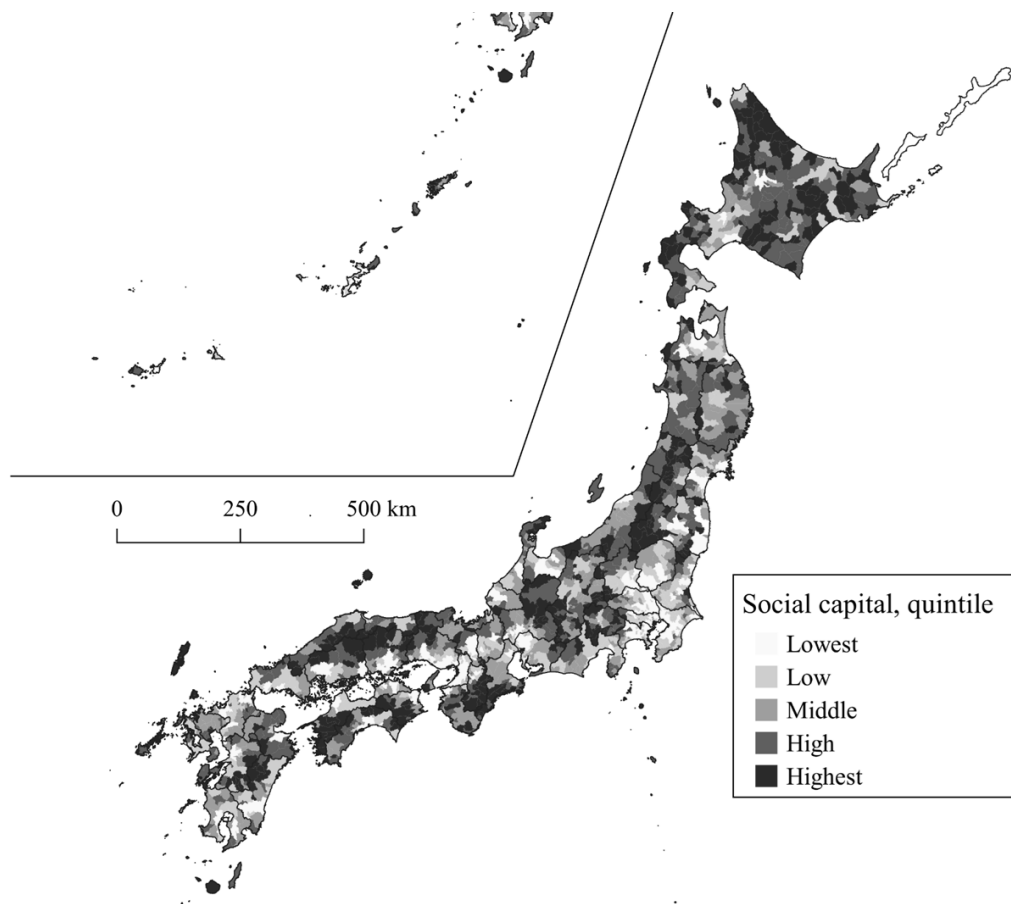 0 250 500 km
Social capital, quintile
Lowest
Low
Middle
High
Highest